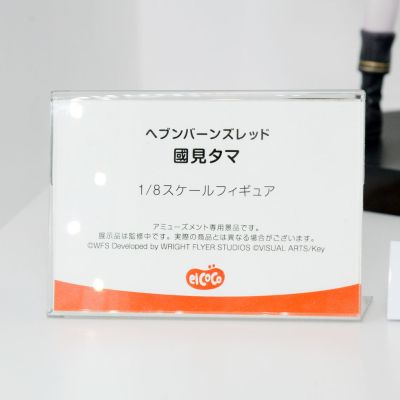 ヘブンバーンズレッド
國見タマ
1/8スケールフィギュア
アミューズメント専用景品です。
展示品は監修中です。実際の商品とは異なる場合がございます。
©WFS Developed by WRIGHT FLYER STUDIOS ©VISUAL ARTS/Key
elCoCo